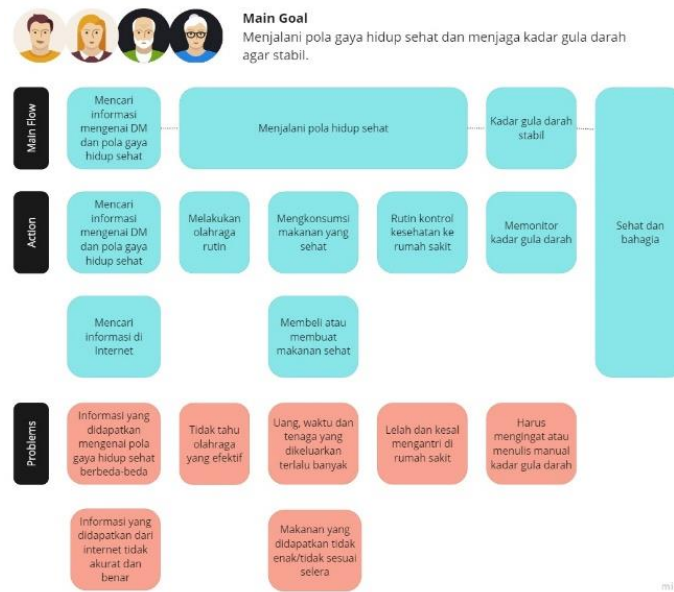 Main Goal
Menjalani pola gaya hidup sehat dan menjaga kadar gula darah
agar stabil.
Main Flow
Mencari
informasi
mengenai DM
dan pola gaya
hidup sehat
Menjalani pola hidup sehat
Kadar gula darah
stabil
Sehat dan
bahagia
Action
Mencari
informasi
mengenai DM
dan pola gaya
hidup sehat
Melakukan
olahraga
rutin
Mengkonsumsi
makanan yang
sehat
Rutin kontrol
kesehatan ke
rumah sakit
Memonitor
kadar gula darah
Mencari
informasi di
Internet
Membeli atau
membuat
makanan sehat
Problems
Informasi yang
didapatkan
mengenai pola
gaya hidup sehat
berbeda-beda
Tidak tahu
olahraga
yang efektif
Uang, waktu dan
tenaga yang
dikeluarkan
terlalu banyak
Lelah dan kesal
mengantri di
rumah sakit
Harus
mengingat atau
menulis manual
kadar gula darah
Informasi yang
didapatkan dari
internet tidak
akurat dan
benar
Makanan yang
didapatkan tidak
enak/tidak sesuai
selera